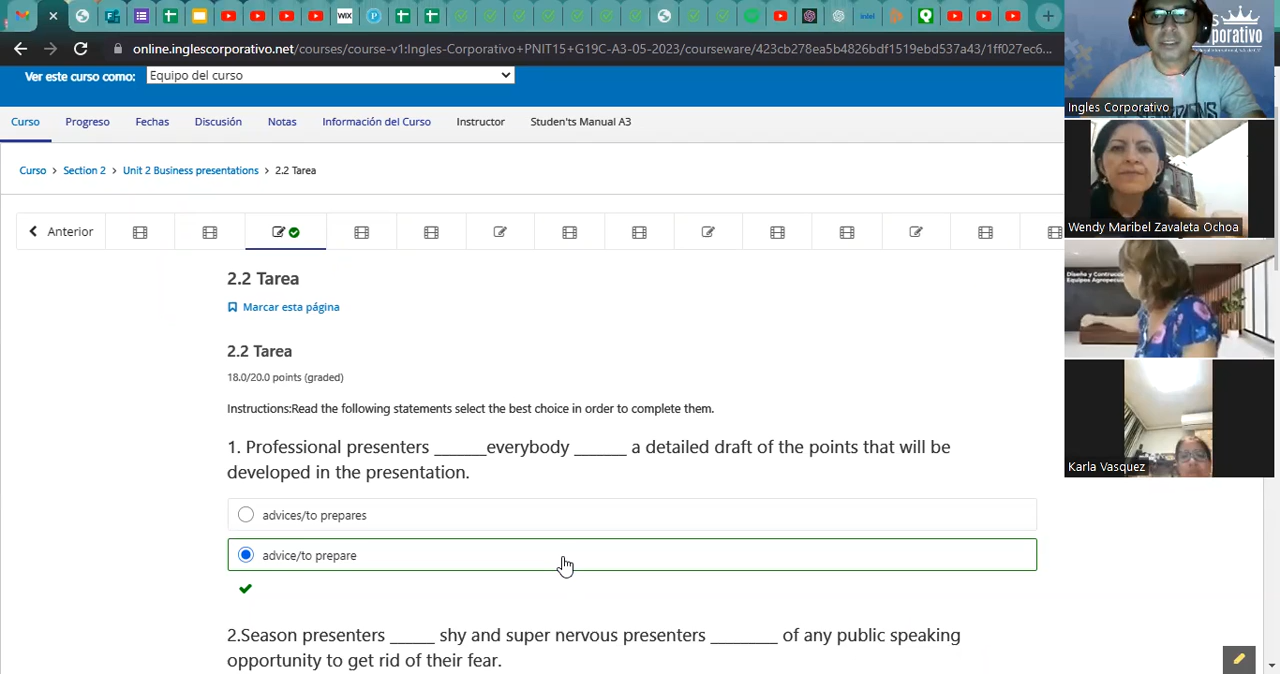 online.inglescorporativo.net/courses/course-v1:Ingles-Corporativo+PNIT15+G19C-A3-05-2023/courseware/423cb278ea5b4826bdf1519ebd537a43/1ff027ec6...
Ver este curso como: Equipo del curso
Curso Progreso Fechas Discusión Notas Información del Curso Instructor Studen'ts Manual A3
Curso > Section 2 > Unit 2 Business presentations > 2.2 Tarea
Anterior
2.2 Tarea
Marcar esta página
2.2 Tarea
18.0/20.0 points (graded)
Instructions:Read the following statements select the best choice in order to complete them.
1. Professional presenters ______everybody ______ a detailed draft of the points that will be
developed in the presentation.
advices/to prepares
advice/to prepare
2.Season presenters _____ shy and super nervous presenters ________ of any public speaking
opportunity to get rid of their fear.
Ingles Corporativo
Wendy Maribel Zavaleta Ochoa
Diseño y Contrucción
Equipos Agropecu
Karla Vasquez